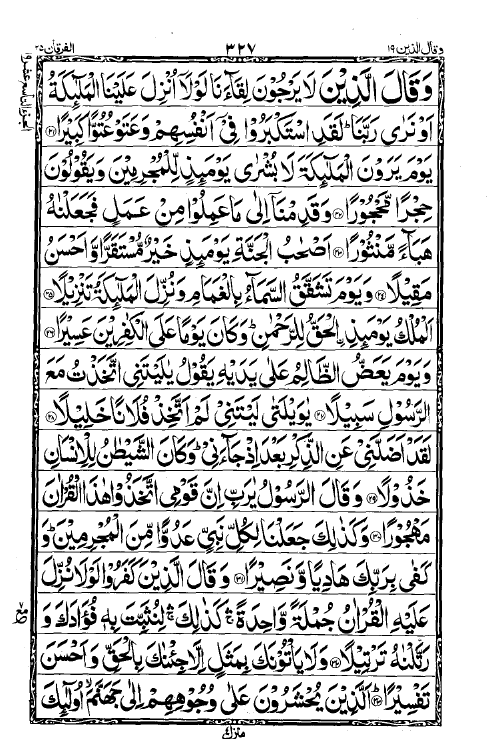 وقال الذین ١٩ ٣٢٧ الفرقان ٢٥
وَقَالَ الَّذِیْنَ لَا یَرْجُوْنَ لِقَآءَنَا لَوْلَاۤ اُنْزِلَ عَلَیْنَا الْمَلٰٓئِکَةُ
اَوْ نَرٰی رَبَّنَا ؕ لَقَدِ اسْتَکْبَرُوْا فِیْۤ اَنْفُسِهِمْ وَعَتَوْ عُتُوًّا کَبِیْرًا ﴿٢١﴾
یَوْمَ یَرَوْنَ الْمَلٰٓئِکَةَ لَا بُشْرٰی یَوْمَئِذٍ لِّلْمُجْرِمِیْنَ وَیَقُوْلُوْنَ
حِجْرًا مَّحْجُوْرًا ﴿٢٢﴾ وَقَدِمْنَاۤ اِلٰی مَا عَمِلُوْا مِنْ عَمَلٍ فَجَعَلْنٰهُ
هَبَآءً مَّنْثُوْرًا ﴿٢٣﴾ اَصْحٰبُ الْجَنَّةِ یَوْمَئِذٍ خَیْرٌ مُّسْتَقَرًّا وَّاَحْسَنُ
مَقِیْلًا ﴿٢٤﴾ وَیَوْمَ تَشَقَّقُ السَّمَآءُ بِالْغَمَامِ وَنُزِّلَ الْمَلٰٓئِکَةُ تَنْزِیْلًا ﴿٢٥﴾
اَلْمُلْکُ یَوْمَئِذِ ۣالْحَقُّ لِلرَّحْمٰنِ ؕ وَکَانَ یَوْمًا عَلَی الْکٰفِرِیْنَ عَسِیْرًا ﴿٢٦﴾
وَیَوْمَ یَعَضُّ الظَّالِمُ عَلٰی یَدَیْهِ یَقُوْلُ یٰلَیْتَنِی اتَّخَذْتُ مَعَ
الرَّسُوْلِ سَبِیْلًا ﴿٢٧﴾ یٰوَیْلَتٰی لَیْتَنِیْ لَمْ اَتَّخِذْ فُلَانًا خَلِیْلًا ﴿٢٨﴾
لَقَدْ اَضَلَّنِیْ عَنِ الذِّکْرِ بَعْدَ اِذْ جَآءَنِیْ ؕ وَکَانَ الشَّیْطٰنُ لِلْاِنْسَانِ
خَذُوْلًا ﴿٢٩﴾ وَقَالَ الرَّسُوْلُ یٰرَبِّ اِنَّ قَوْمِی اتَّخَذُوْا هٰذَا الْقُرْاٰنَ
مَهْجُوْرًا ﴿٣٠﴾ وَکَذٰلِکَ جَعَلْنَا لِکُلِّ نَبِیٍّ عَدُوًّا مِّنَ الْمُجْرِمِیْنَ ؕ وَ
کَفٰی بِرَبِّکَ هَادِیًا وَّنَصِیْرًا ﴿٣١﴾ وَقَالَ الَّذِیْنَ کَفَرُوْا لَوْلَا نُزِّلَ
عَلَیْهِ الْقُرْاٰنُ جُمْلَةً وَّاحِدَةً ۛ کَذٰلِکَ ۛ لِنُثَبِّتَ بِهٖ فُؤَادَکَ وَ
رَتَّلْنٰهُ تَرْتِیْلًا ﴿٣٢﴾ وَلَا یَاْتُوْنَکَ بِمَثَلٍ اِلَّا جِئْنٰکَ بِالْحَقِّ وَاَحْسَنَ
تَفْسِیْرًا ﴿٣٣﴾ اَلَّذِیْنَ یُحْشَرُوْنَ عَلٰی وُجُوْهِهِمْ اِلٰی جَهَنَّمَ ۙ اُولٰٓئِکَ
منزل